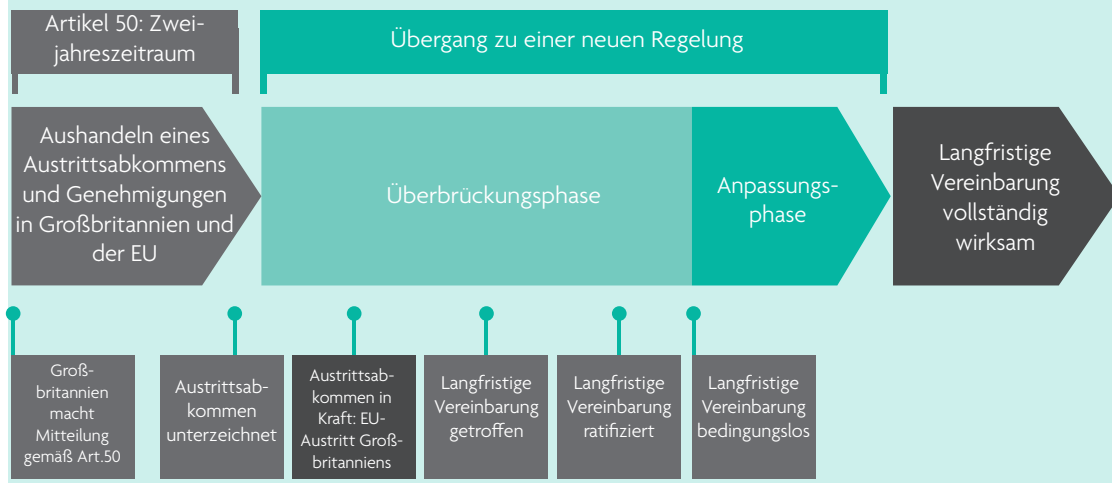 Artikel 50: Zwei-
jahreszeitraum
Übergang zu einer neuen Regelung
Aushandeln eines
Austrittsabkommens
und Genehmigungen
in Großbritannien und
der EU
Überbrückungsphase
Anpassungs-
phase
Langfristige
Vereinbarung
vollständig
wirksam
Groß-
britannien
macht
Mitteilung
gemäß Art.50
Austrittsab-
kommen
unterzeichnet
Austrittsab-
kommen in
Kraft: EU-
Austritt Groß-
britanniens
Langfristige
Vereinbarung
getroffen
Langfristige
Vereinbarung
ratifiziert
Langfristige
Vereinbarung
bedingungslos